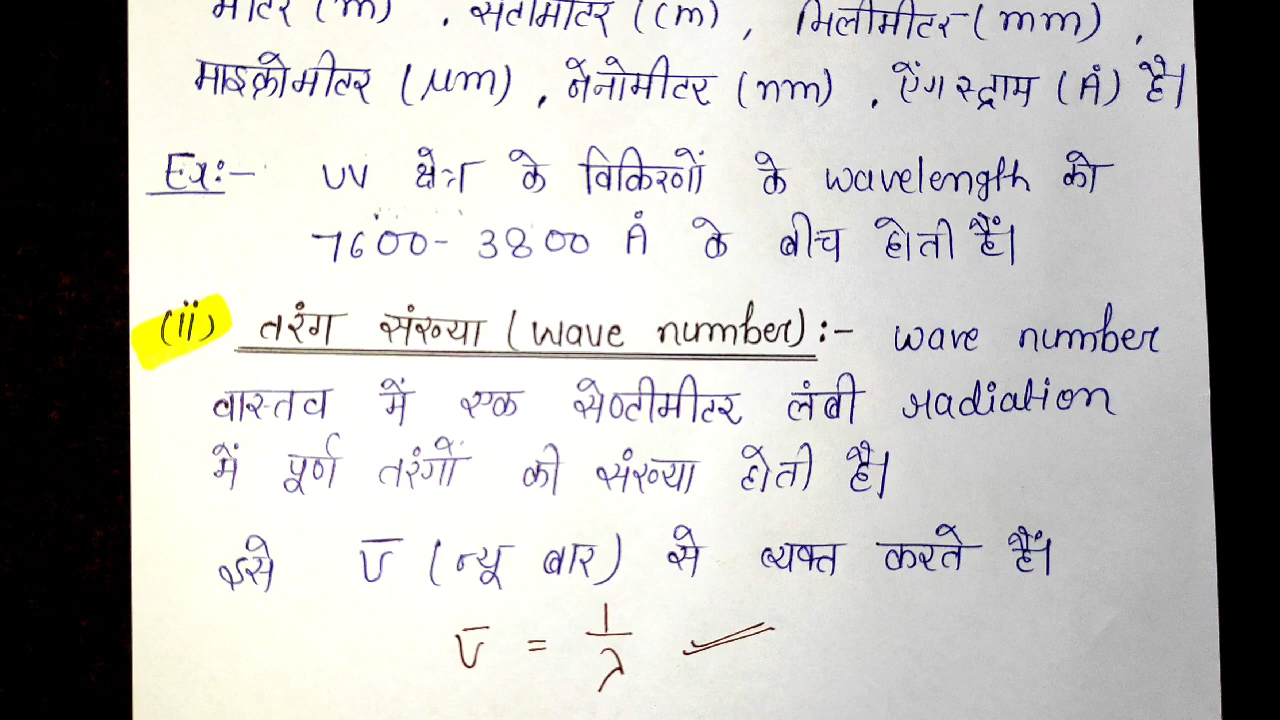 मीटर (m) , सेंटीमीटर (cm), मिलीमीटर (mm) ,
माइक्रोमीटर (μm) , नैनोमीटर (nm) , ऐंगस्ट्राम (Å) है।
Ex:- UV क्षेत्र के विकिरणों के wavelength को
7600- 3800 Å के बीच होती हैं।
(ii) तरंग संख्या (wave number) :- wave number
वास्तव में एक सेण्टीमीटर लंबी radiation
में पूर्ण तरंगों की संख्या होती है।
इसे ν̅ (न्यू बार) से व्यक्त करते हैं।
ν̅ = 1/λ